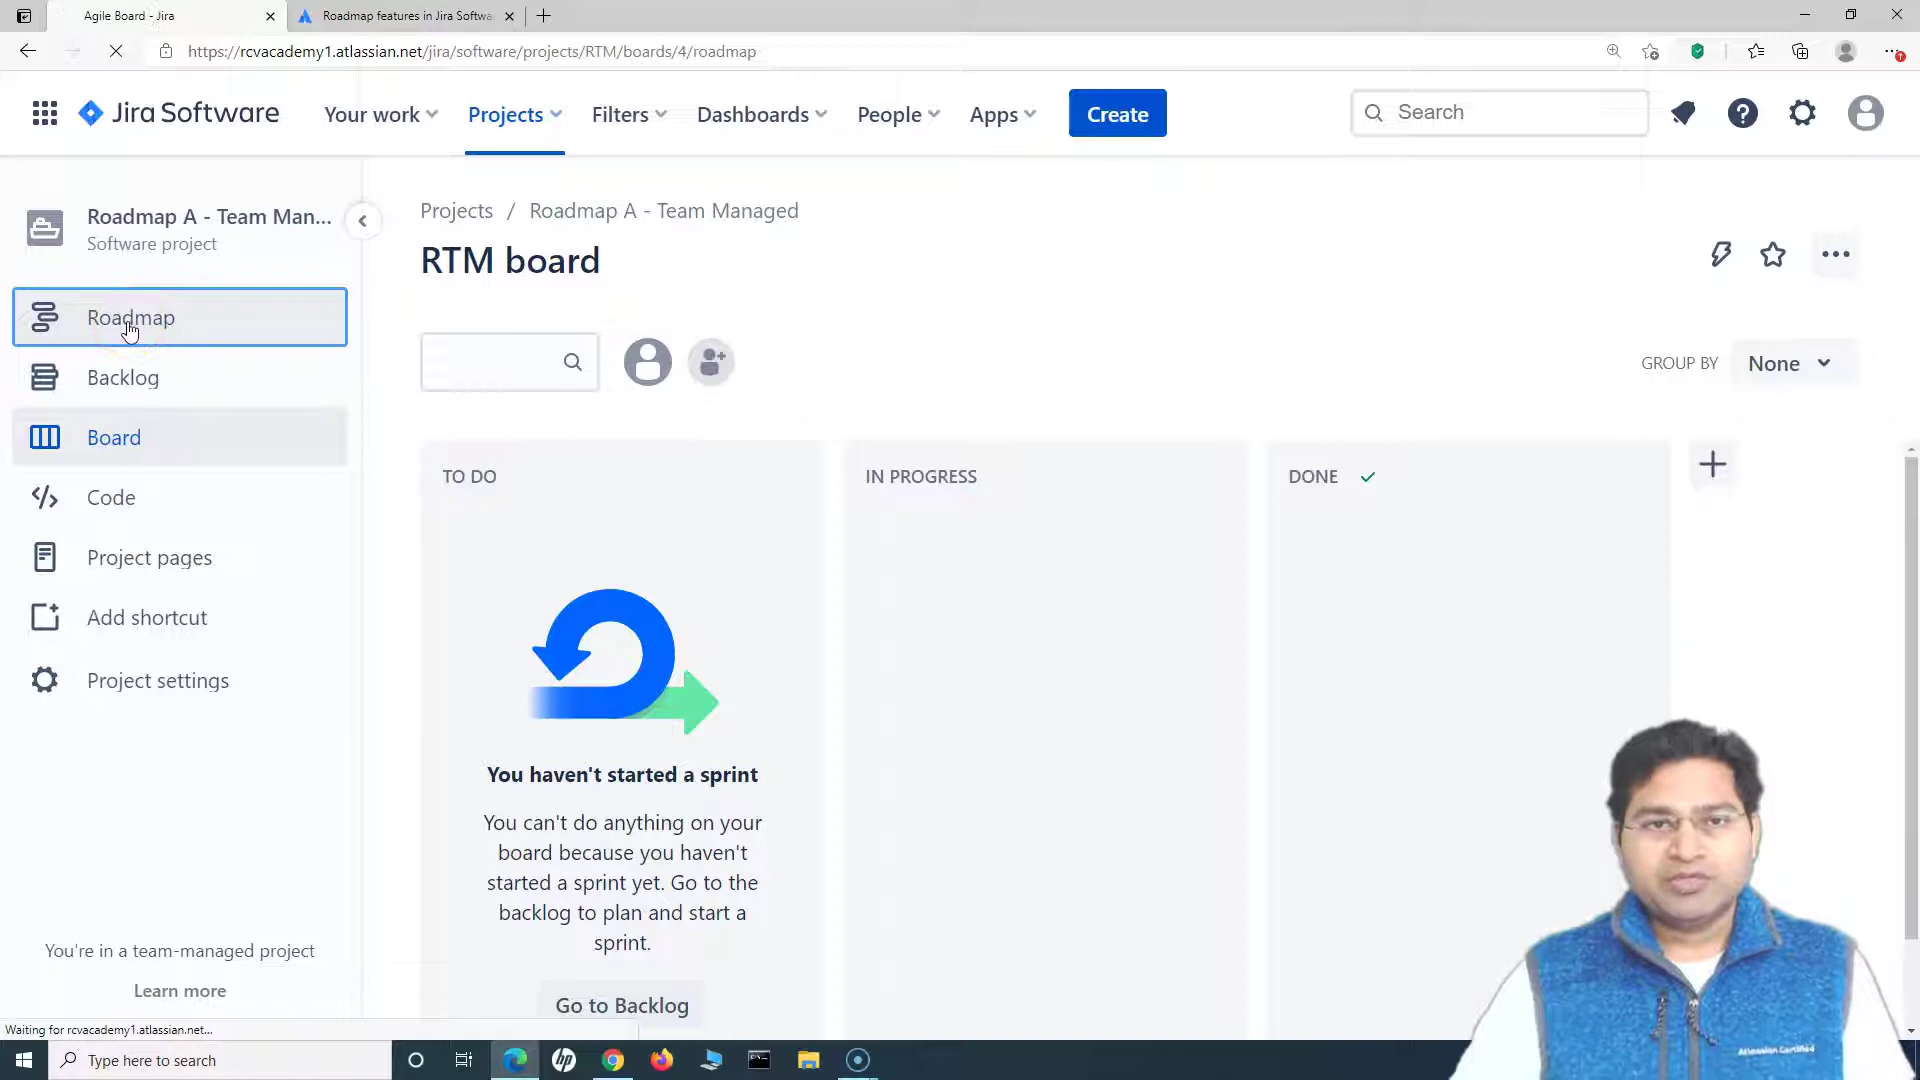 Agile Board - Jira
Roadmap features in Jira Softwa
https://rcvacademy1.atlassian.net/jira/software/projects/RTM/boards/4/roadmap
Jira Software
Your work
Projects
Filters
Dashboards
People
Apps
Create
Search
Roadmap A - Team Man...
Software project
Roadmap
Backlog
Board
Code
Project pages
Add shortcut
Project settings
You're in a team-managed project
Learn more
Projects / Roadmap A - Team Managed
RTM board
GROUP BY None
TO DO
IN PROGRESS
DONE
You haven't started a sprint
You can't do anything on your
board because you haven't
started a sprint yet. Go to the
backlog to plan and start a
sprint.
Go to Backlog
Waiting for rcvacademy1.atlassian.net...
Type here to search
hp
Atlassian Certified